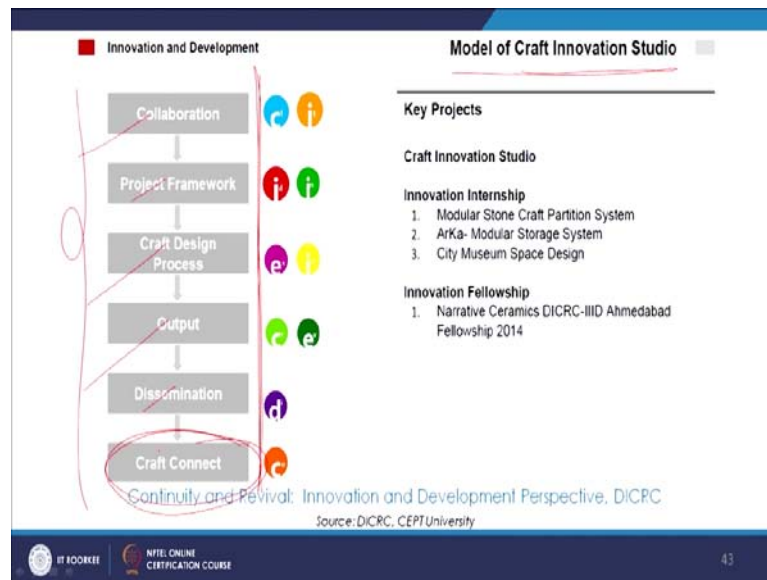 Innovation and Development
Model of Craft Innovation Studio
Collaboration
c i
Project Framework
i i
Craft Design
Process
e i
Output
c e
Dissemination
d
Craft Connect
c
Key Projects
Craft Innovation Studio
Innovation Internship
1. Modular Stone Craft Partition System
2. ArKa- Modular Storage System
3. City Museum Space Design
Innovation Fellowship
1. Narrative Ceramics DICRC-IIID Ahmedabad
Fellowship 2014
Continuity and Revival: Innovation and Development Perspective, DICRC
Source: DICRC, CEPT University
IIT ROORKEE
NPTEL ONLINE
CERTIFICATION COURSE
43